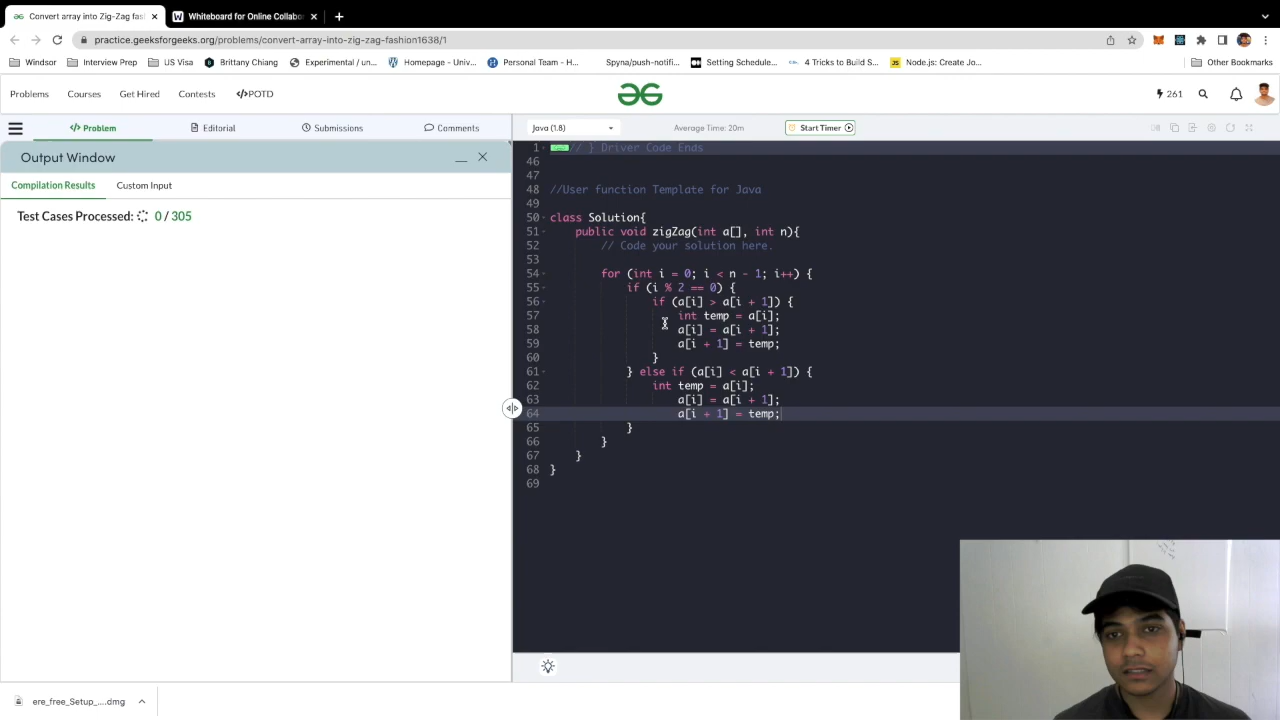 Convert array into Zig-Zag fas
Whiteboard for Online Collabo
practice.geeksforgeeks.org/problems/convert-array-into-zig-zag-fashion1638/1
Windsor
Interview Prep
US Visa
Brittany Chiang
Experimental / un...
Homepage - Univ...
Personal Team - H...
Spyna/push-notifi...
Setting Schedule...
4 Tricks to Build S...
Node.js: Create Jo...
Other Bookmarks
Problems
Courses
Get Hired
Contests
</>POTD
261
</> Problem
Editorial
Submissions
Comments
Java (1.8)
Average Time: 20m
Start Timer
Output Window
Compilation Results
Custom Input
Test Cases Processed: 0 / 305
1 // } Driver Code Ends
46
47
48 //User function Template for Java
49
50 class Solution{
51 public void zigZag(int a[], int n){
52 // Code your solution here.
53
54 for (int i = 0; i < n - 1; i++) {
55 if (i % 2 == 0) {
56 if (a[i] > a[i + 1]) {
57 int temp = a[i];
58 a[i] = a[i + 1];
59 a[i + 1] = temp;
60 }
61 } else if (a[i] < a[i + 1]) {
62 int temp = a[i];
63 a[i] = a[i + 1];
64 a[i + 1] = temp;
65 }
66 }
67 }
68 }
69
ere_free_Setup_....dmg